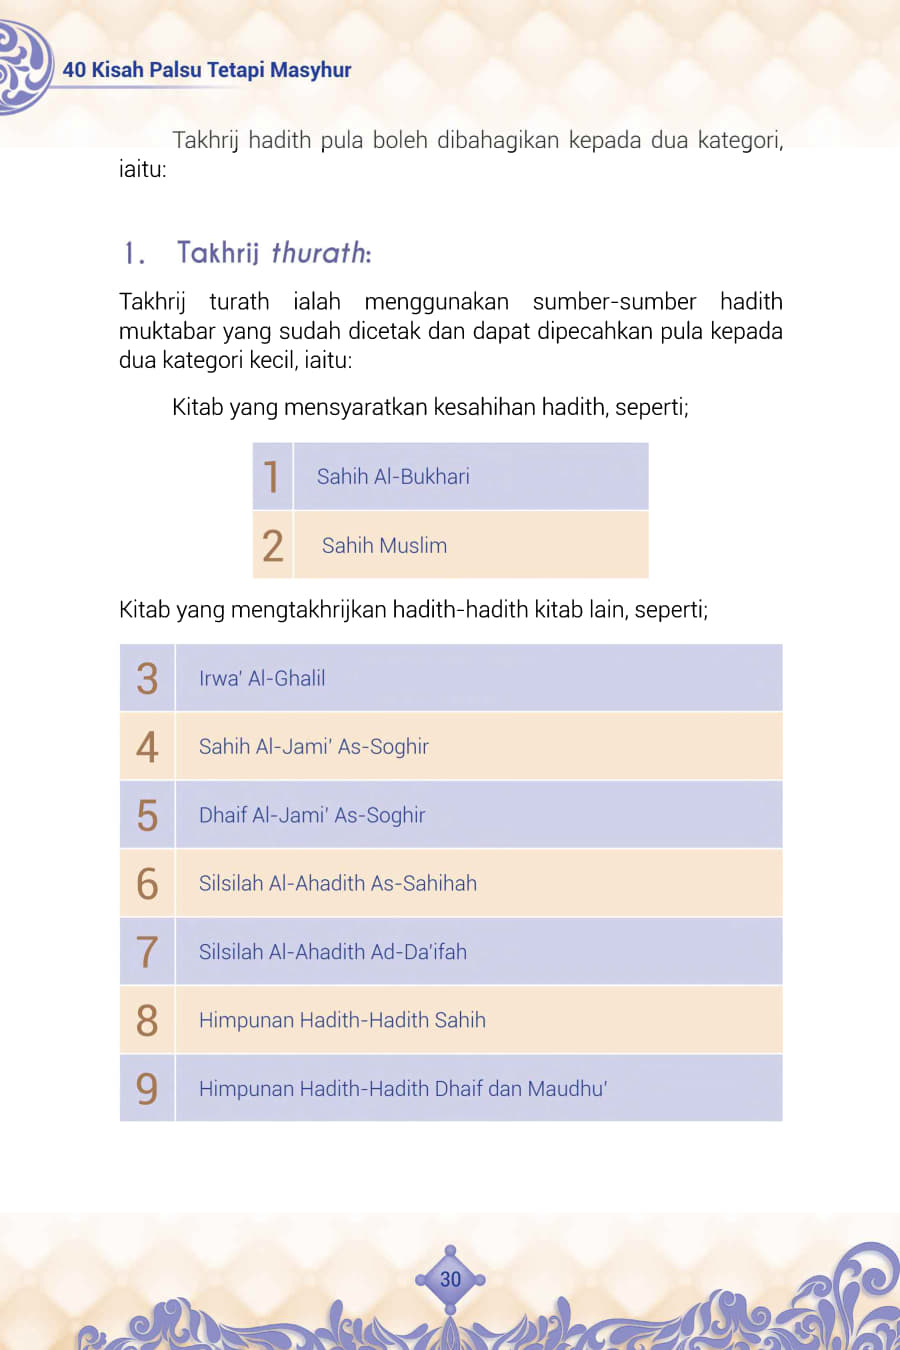 40 Kisah Palsu Tetapi Masyhur
Takhrij hadith pula boleh dibahagikan kepada dua kategori,
iaitu:
1. Takhrij thurath:
Takhrij turath ialah menggunakan sumber-sumber hadith
muktabar yang sudah dicetak dan dapat dipecahkan pula kepada
dua kategori kecil, iaitu:
Kitab yang mensyaratkan kesahihan hadith, seperti;
1 Sahih Al-Bukhari
2 Sahih Muslim
Kitab yang mengtakhrijkan hadith-hadith kitab lain, seperti;
3 Irwa' Al-Ghalil
4 Sahih Al-Jami' As-Soghir
5 Dhaif Al-Jami' As-Soghir
6 Silsilah Al-Ahadith As-Sahihah
7 Silsilah Al-Ahadith Ad-Da'ifah
8 Himpunan Hadith-Hadith Sahih
9 Himpunan Hadith-Hadith Dhaif dan Maudhu'
30